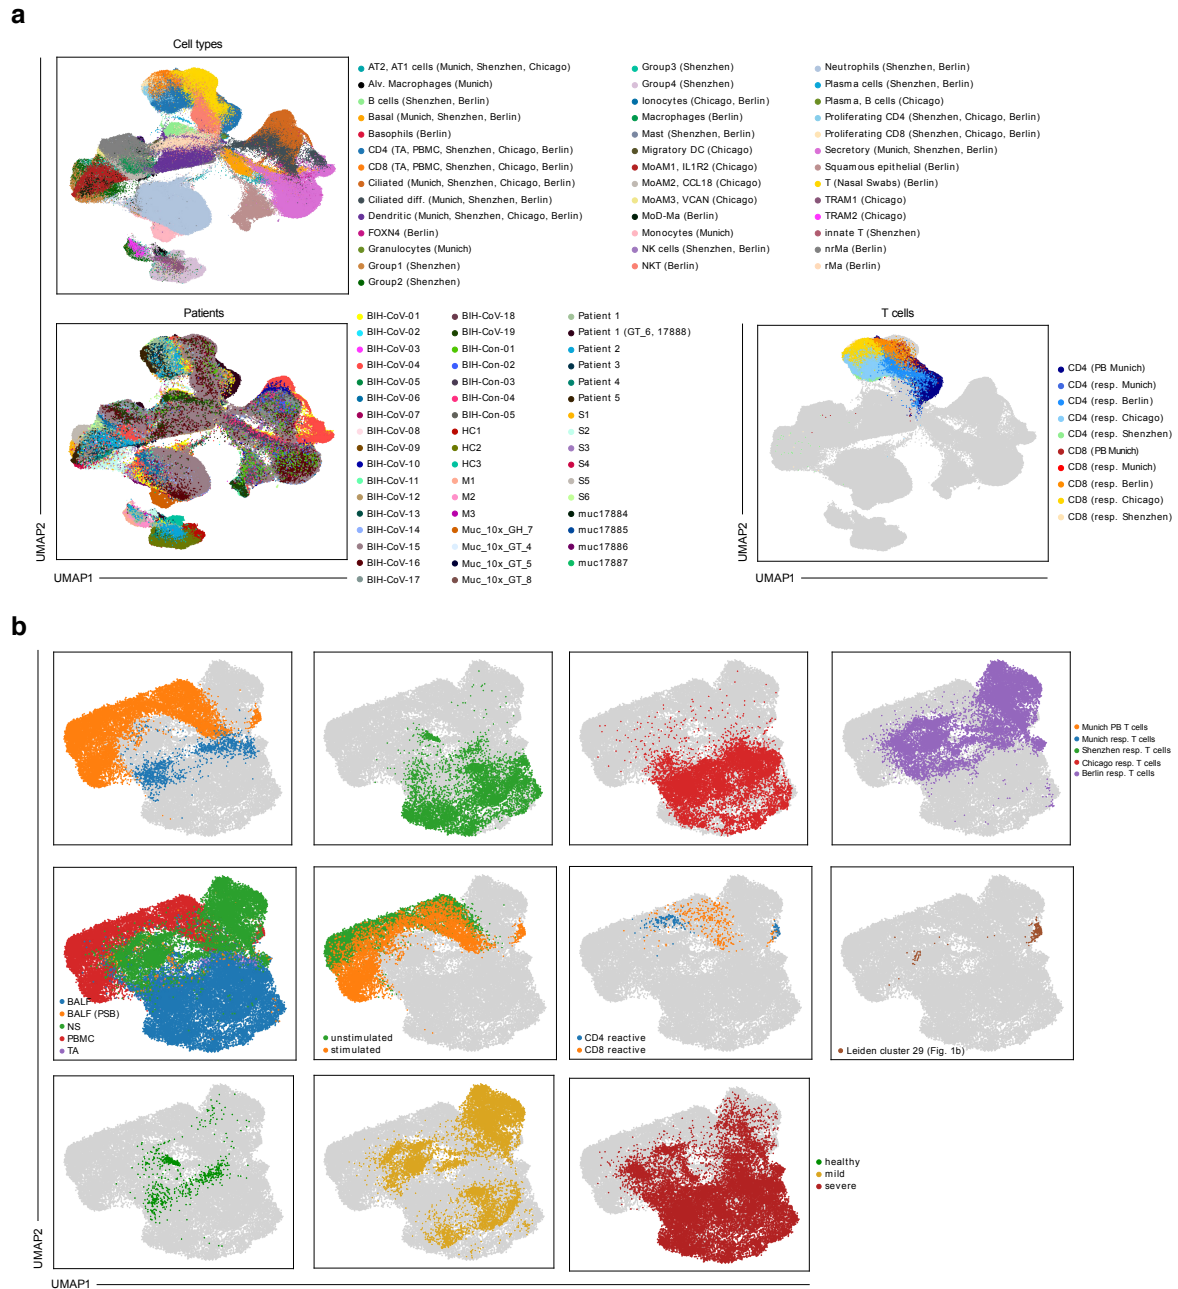 a
Cell types
AT2, AT1 cells (Munich, Shenzhen, Chicago)
Alv. Macrophages (Munich)
B cells (Shenzhen, Berlin)
Basal (Munich, Shenzhen, Berlin)
Basophils (Berlin)
CD4 (TA, PBMC, Shenzhen, Chicago, Berlin)
CD8 (TA, PBMC, Shenzhen, Chicago, Berlin)
Ciliated (Munich, Shenzhen, Chicago, Berlin)
Ciliated diff. (Munich, Shenzhen, Berlin)
Dendritic (Munich, Shenzhen, Chicago, Berlin)
FOXN4 (Berlin)
Granulocytes (Munich)
Group1 (Shenzhen)
Group2 (Shenzhen)
Group3 (Shenzhen)
Group4 (Shenzhen)
Ionocytes (Chicago, Berlin)
Macrophages (Berlin)
Mast (Shenzhen, Berlin)
Migratory DC (Chicago)
MoAM1, IL1R2 (Chicago)
MoAM2, CCL18 (Chicago)
MoAM3, VCAN (Chicago)
MoD-Ma (Berlin)
Monocytes (Munich)
NK cells (Shenzhen, Berlin)
NKT (Berlin)
Neutrophils (Shenzhen, Berlin)
Plasma cells (Shenzhen, Berlin)
Plasma, B cells (Chicago)
Proliferating CD4 (Shenzhen, Chicago, Berlin)
Proliferating CD8 (Shenzhen, Chicago, Berlin)
Secretory (Munich, Shenzhen, Berlin)
Squamous epithelial (Berlin)
T (Nasal Swabs) (Berlin)
TRAM1 (Chicago)
TRAM2 (Chicago)
innate T (Shenzhen)
nrMa (Berlin)
rMa (Berlin)
Patients
BIH-CoV-01
BIH-CoV-02
BIH-CoV-03
BIH-CoV-04
BIH-CoV-05
BIH-CoV-06
BIH-CoV-07
BIH-CoV-08
BIH-CoV-09
BIH-CoV-10
BIH-CoV-11
BIH-CoV-12
BIH-CoV-13
BIH-CoV-14
BIH-CoV-15
BIH-CoV-16
BIH-CoV-17
BIH-CoV-18
BIH-CoV-19
BIH-Con-01
BIH-Con-02
BIH-Con-03
BIH-Con-04
BIH-Con-05
HC1
HC2
HC3
M1
M2
M3
Muc_10x_GH_7
Muc_10x_GT_4
Muc_10x_GT_5
Muc_10x_GT_8
Patient 1
Patient 1 (GT_6, 17888)
Patient 2
Patient 3
Patient 4
Patient 5
S1
S2
S3
S4
S5
S6
muc17884
muc17885
muc17886
muc17887
UMAP2
UMAP1
T cells
CD4 (PB Munich)
CD4 (resp. Munich)
CD4 (resp. Berlin)
CD4 (resp. Chicago)
CD4 (resp. Shenzhen)
CD8 (PB Munich)
CD8 (resp. Munich)
CD8 (resp. Berlin)
CD8 (resp. Chicago)
CD8 (resp. Shenzhen)
UMAP2
UMAP1
b
Munich PB T cells
Munich resp. T cells
Shenzhen resp. T cells
Chicago resp. T cells
Berlin resp. T cells
BALF
BALF (PSB)
NS
PBMC
TA
unstimulated
stimulated
CD4 reactive
CD8 reactive
Leiden cluster 29 (Fig. 1b)
healthy
mild
severe
UMAP2
UMAP1